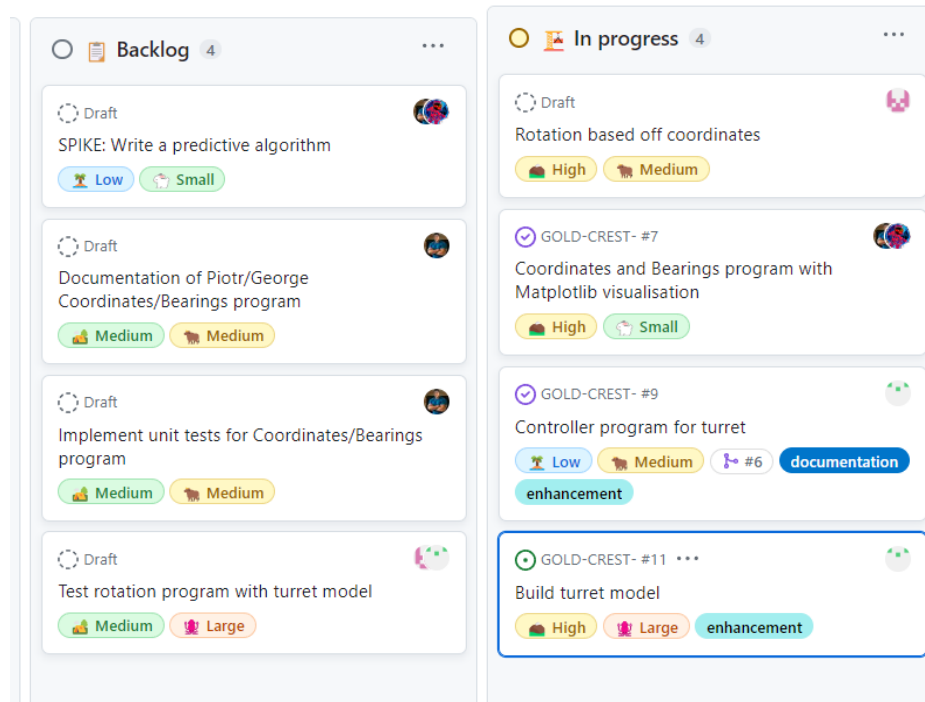 Backlog 4
Draft
SPIKE: Write a predictive algorithm
Low Small
Draft
Documentation of Piotr/George
Coordinates/Bearings program
Medium Medium
Draft
Implement unit tests for Coordinates/Bearings
program
Medium Medium
Draft
Test rotation program with turret model
Medium Large
In progress 4
Draft
Rotation based off coordinates
High Medium
GOLD-CREST- #7
Coordinates and Bearings program with
Matplotlib visualisation
High Small
GOLD-CREST- #9
Controller program for turret
Low Medium #6 documentation
enhancement
GOLD-CREST- #11
Build turret model
High Large enhancement